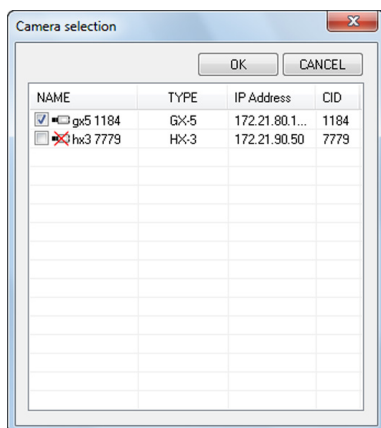 Camera selection
OK CANCEL
NAME TYPE IP Address CID
gx5 1184 GX-5 172.21.80.1... 1184
hx3 7779 HX-3 172.21.90.50 7779